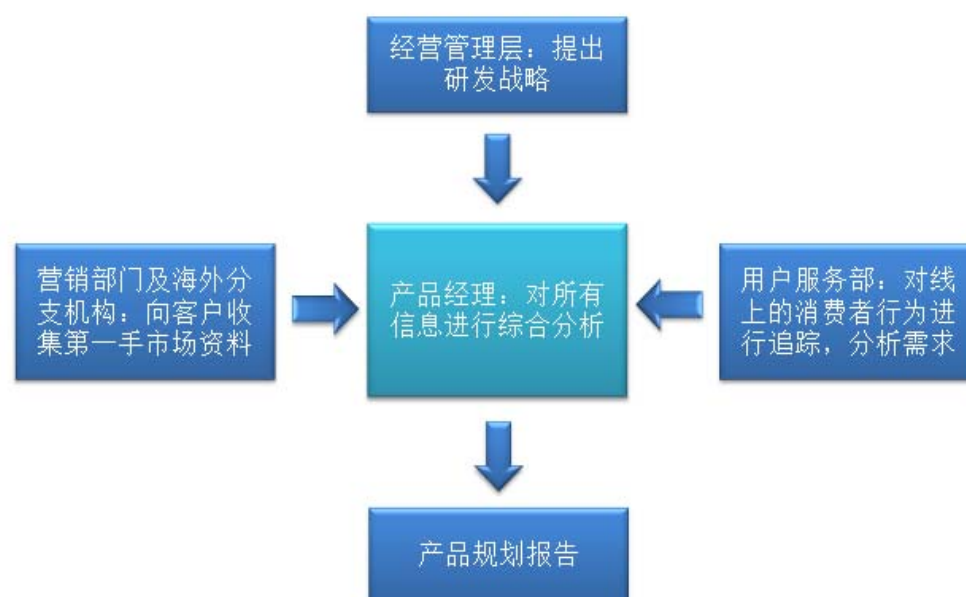 经营管理层：提出
研发战略
营销部门及海外分
支机构：向客户收
集第一手市场资料
产品经理：对所有
信息进行综合分析
用户服务部：对线
上的消费者行为进
行追踪，分析需求
产品规划报告